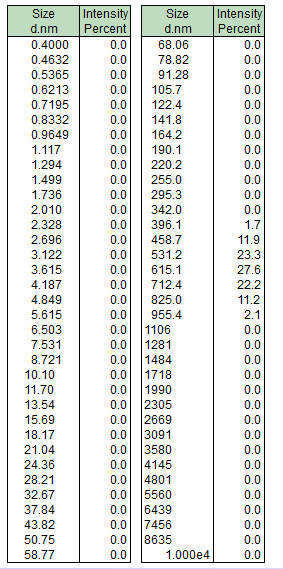 Size Intensity Size Intensity
d.nm Percent d.nm Percent
0.4000 0.0 68.06 0.0
0.4632 0.0 78.82 0.0
0.5365 0.0 91.28 0.0
0.6213 0.0 105.7 0.0
0.7195 0.0 122.4 0.0
0.8332 0.0 141.8 0.0
0.9649 0.0 164.2 0.0
1.117 0.0 190.1 0.0
1.294 0.0 220.2 0.0
1.499 0.0 255.0 0.0
1.736 0.0 295.3 0.0
2.010 0.0 342.0 0.0
2.328 0.0 396.1 1.7
2.696 0.0 458.7 11.9
3.122 0.0 531.2 23.3
3.615 0.0 615.1 27.6
4.187 0.0 712.4 22.2
4.849 0.0 825.0 11.2
5.615 0.0 955.4 2.1
6.503 0.0 1106 0.0
7.531 0.0 1281 0.0
8.721 0.0 1484 0.0
10.10 0.0 1718 0.0
11.70 0.0 1990 0.0
13.54 0.0 2305 0.0
15.69 0.0 2669 0.0
18.17 0.0 3091 0.0
21.04 0.0 3580 0.0
24.36 0.0 4145 0.0
28.21 0.0 4801 0.0
32.67 0.0 5560 0.0
37.84 0.0 6439 0.0
43.82 0.0 7456 0.0
50.75 0.0 8635 0.0
58.77 0.0 1.000e4 0.0